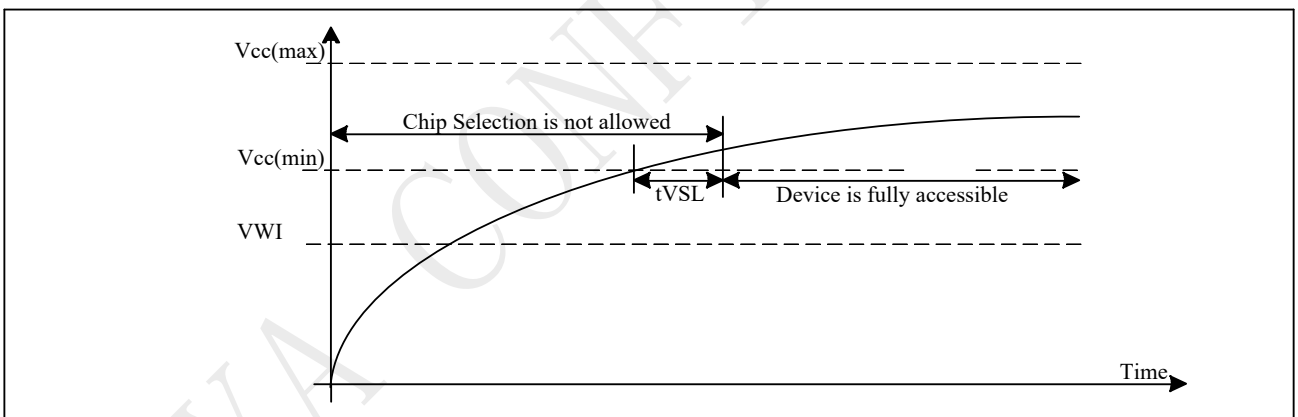 Vcc(max)
Chip Selection is not allowed
Vcc(min)
tVSL
Device is fully accessible
VWI
Time